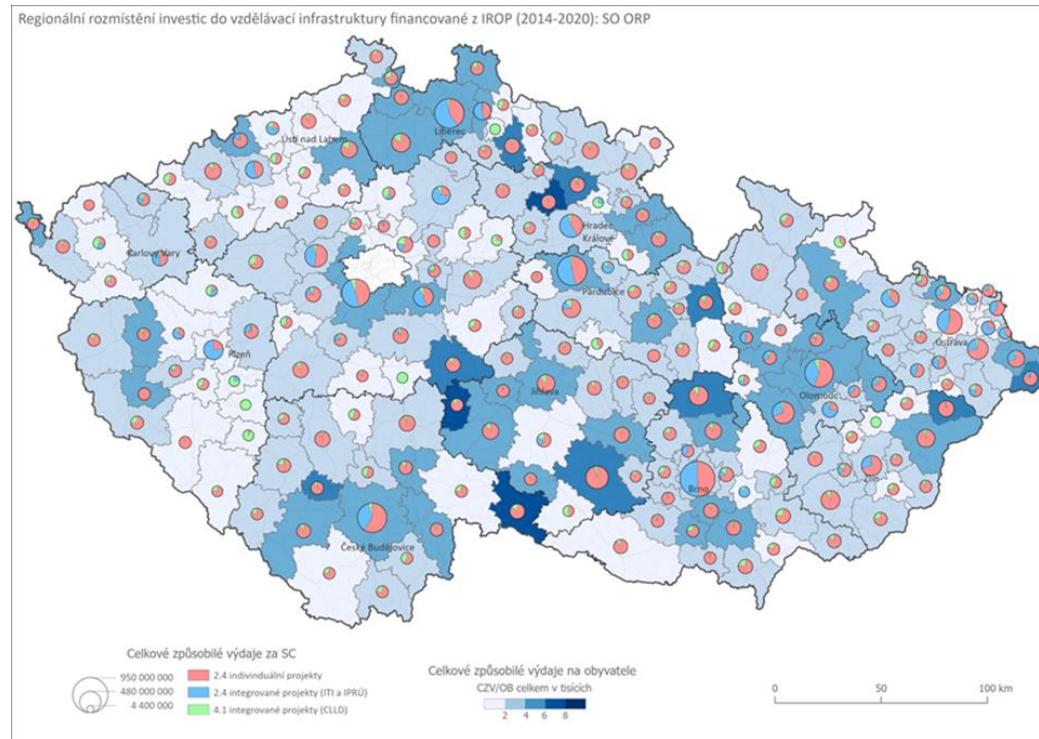 Regionální rozmístění investic do vzdělávací infrastruktury financované z IROP (2014-2020): SO ORP
Liberec
Ústí nad Labem
Hradec
Králové
Karlovy Vary
Pardubice
Plzeň
Ostrava
Olomouc
Jihlava
Zlín
Brno
České Budějovice
Celkové způsobilé výdaje za SC
950 000 000
480 000 000
4 400 000
2.4 indivinduální projekty
2.4 integrované projekty (ITI a IPRÚ)
4.1 integrované projekty (CLLD)
Celkové způsobilé výdaje na obyvatele
CZV/OB celkem v tisících
2 4 6 8
0 50 100 km